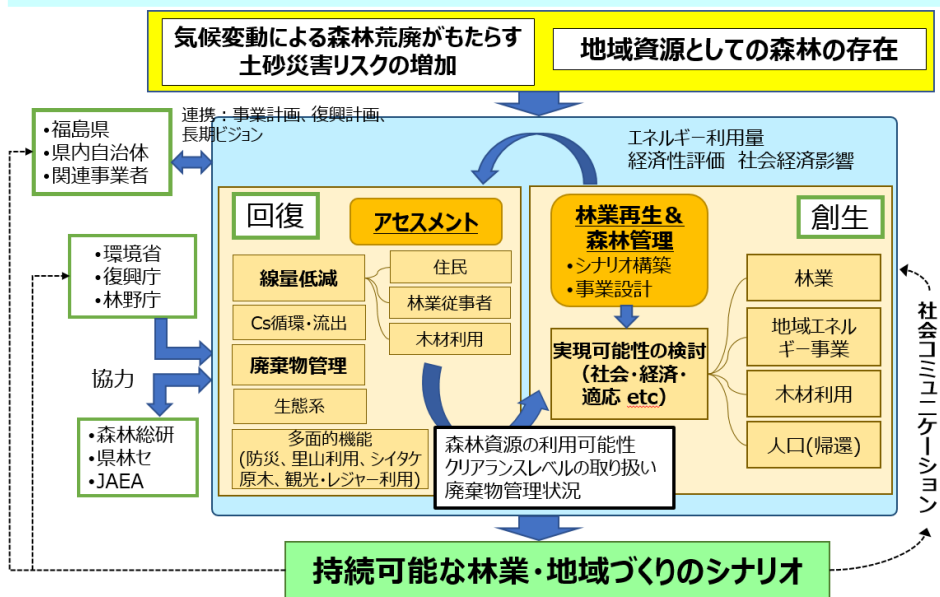 気候変動による森林荒廃がもたらす
土砂災害リスクの増加
地域資源としての森林の存在
連携：事業計画、復興計画、
長期ビジョン
•福島県
•県内自治体
•関連事業者
エネルギー利用量
経済性評価 社会経済影響
回復
アセスメント
線量低減
住民
林業従事者
木材利用
Cs循環・流出
廃棄物管理
生態系
多面的機能
(防災、里山利用、シイタケ
原木、観光・レジャー利用)
林業再生&
森林管理
•シナリオ構築
•事業設計
創生
実現可能性の検討
(社会・経済・
適応 etc)
林業
地域エネル
ギー事業
木材利用
人口(帰還)
•環境省
•復興庁
•林野庁
協力
•森林総研
•県林セ
•JAEA
森林資源の利用可能性
クリアランスレベルの取り扱い
廃棄物管理状況
社会コミュニケーション
持続可能な林業・地域づくりのシナリオ